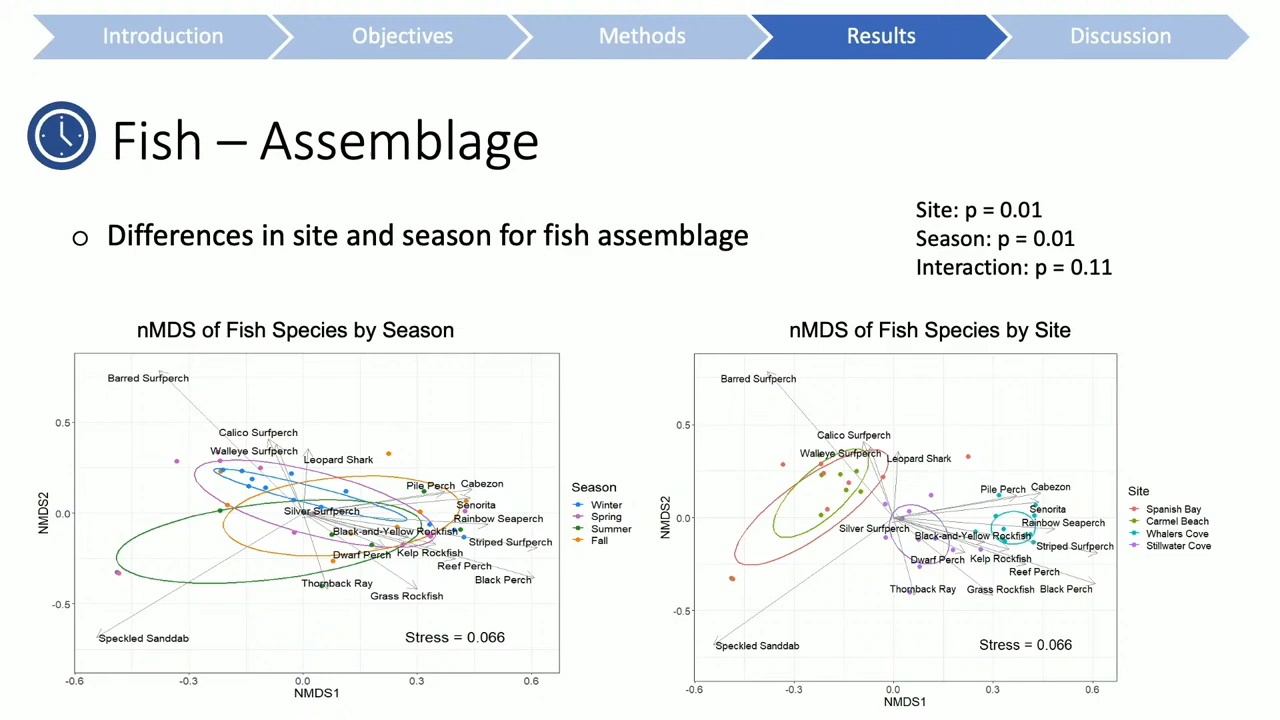 Introduction
Objectives
Methods
Results
Discussion
Fish – Assemblage
o Differences in site and season for fish assemblage
Site: p = 0.01
Season: p = 0.01
Interaction: p = 0.11
nMDS of Fish Species by Season
Barred Surfperch
Calico Surfperch
Walleye Surfperch
Leopard Shark
Pile Perch
Cabezon
Senorita
Silver Surfperch
Rainbow Seaperch
Black-and-Yellow Rockfish
Striped Surfperch
Dwarf Perch
Kelp Rockfish
Reef Perch
Thornback Ray
Black Perch
Grass Rockfish
Speckled Sanddab
Stress = 0.066
0.5
0.0
-0.5
NMDS2
-0.6
-0.3
0.0
0.3
0.6
NMDS1
Season
Winter
Spring
Summer
Fall
nMDS of Fish Species by Site
Barred Surfperch
Calico Surfperch
Walleye Surfperch
Leopard Shark
Pile Perch
Cabezon
Senorita
Silver Surfperch
Rainbow Seaperch
Black-and-Yellow Rockfish
Striped Surfperch
Dwarf Perch
Kelp Rockfish
Reef Perch
Thornback Ray
Grass Rockfish
Black Perch
Speckled Sanddab
Stress = 0.066
0.5
0.0
-0.5
NMDS2
-0.6
-0.3
0.0
0.3
0.6
NMDS1
Site
Spanish Bay
Carmel Beach
Whalers Cove
Stillwater Cove